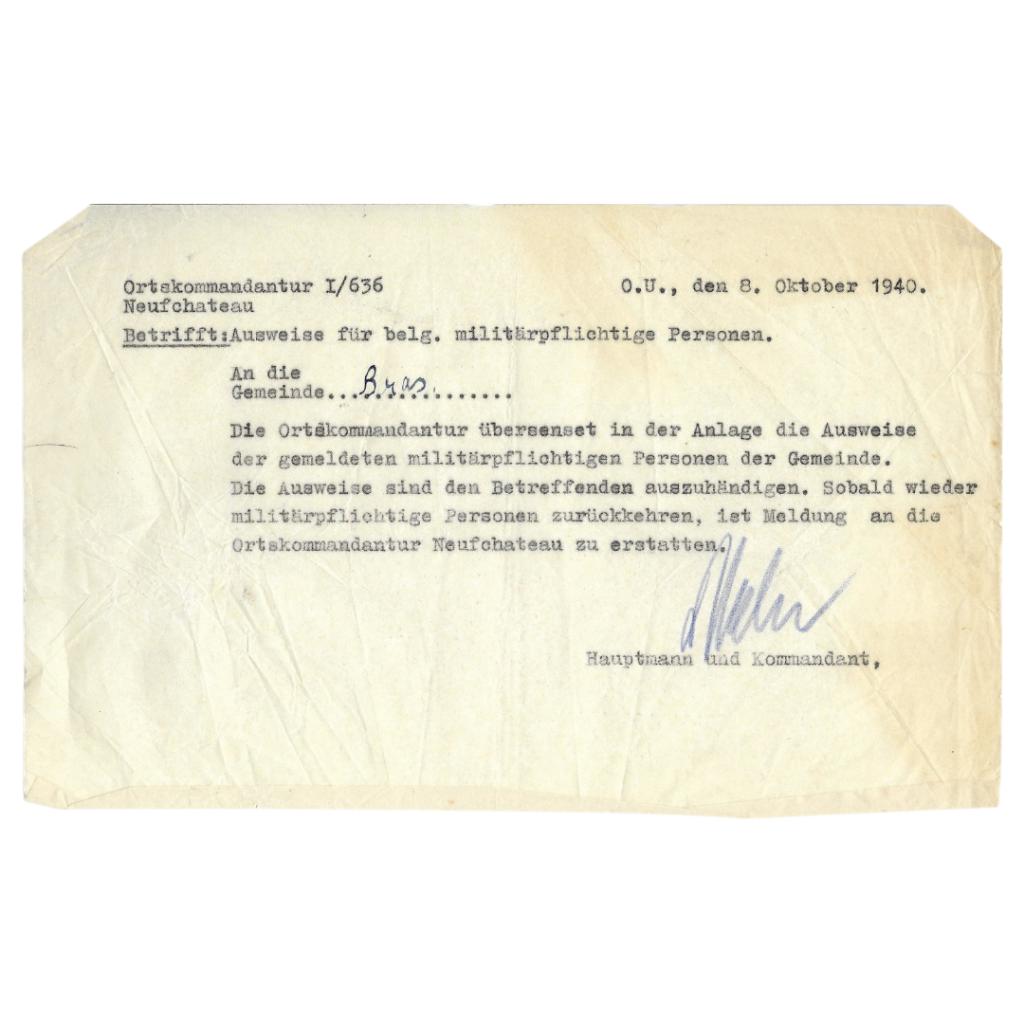 Ortskommandantur I/636 O.U., den 8. Oktober 1940.
Neufchateau
Betrifft:Ausweise für belg. militärpflichtige Personen.
An die
Gemeinde...Bras............
Die Ortskommandantur übersenset in der Anlage die Ausweise
der gemeldeten militärpflichtigen Personen der Gemeinde.
Die Ausweise sind den Betreffenden auszuhändigen. Sobald wieder
militärpflichtige Personen zurückkehren, ist Meldung an die
Ortskommandantur Neufchateau zu erstatten.
Hauptmann und Kommandant,